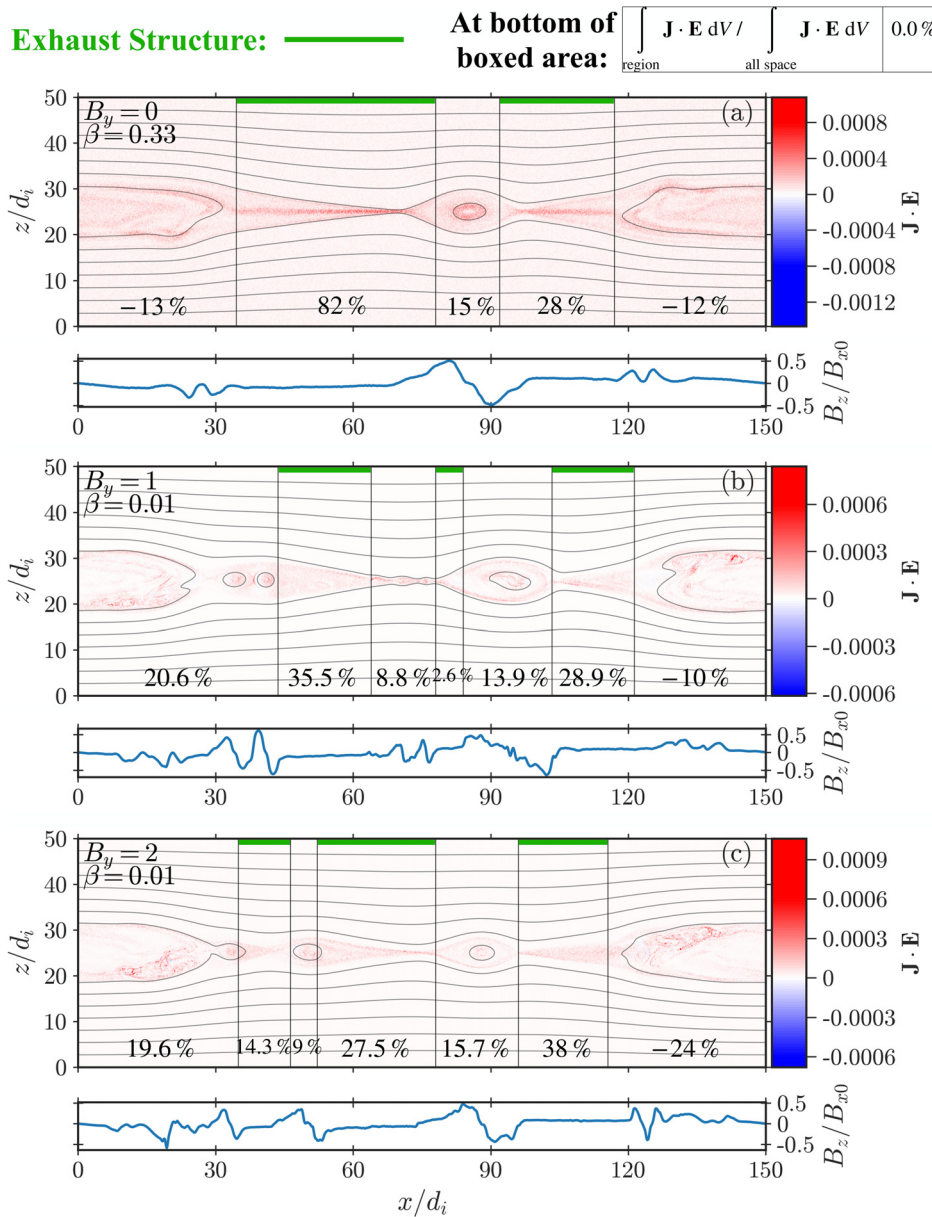 Exhaust Structure:
At bottom of
boxed area:
∫ J · E dV / ∫ J · E dV
region all space
0.0 %
50
40
30
20
10
0
z/d_i
B_y = 0
β = 0.33
(a)
−13 % 82 % 15 % 28 % −12 %
0.0008
0.0004
0
-0.0004
-0.0008
-0.0012
J · E
0.5
0
-0.5
B_z/B_x0
0 30 60 90 120 150
50
40
30
20
10
0
z/d_i
B_y = 1
β = 0.01
(b)
20.6 % 35.5 % 8.8 % 2.6 % 13.9 % 28.9 % −10 %
0.0006
0.0003
0
-0.0003
-0.0006
J · E
0.5
0
-0.5
B_z/B_x0
0 30 60 90 120 150
50
40
30
20
10
0
z/d_i
B_y = 2
β = 0.01
(c)
19.6 % 14.3 % 9 % 27.5 % 15.7 % 38 % −24 %
0.0009
0.0006
0.0003
0
-0.0003
-0.0006
J · E
0.5
0
-0.5
B_z/B_x0
0 30 60 90 120 150
x/d_i